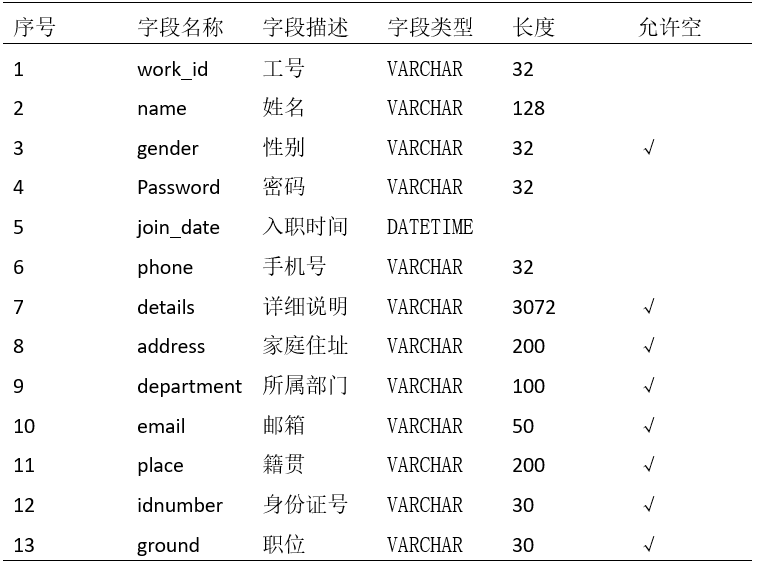 序号 字段名称 字段描述 字段类型 长度 允许空
1 work_id 工号 VARCHAR 32
2 name 姓名 VARCHAR 128
3 gender 性别 VARCHAR 32 √
4 Password 密码 VARCHAR 32
5 join_date 入职时间 DATETIME
6 phone 手机号 VARCHAR 32
7 details 详细说明 VARCHAR 3072 √
8 address 家庭住址 VARCHAR 200 √
9 department 所属部门 VARCHAR 100 √
10 email 邮箱 VARCHAR 50 √
11 place 籍贯 VARCHAR 200 √
12 idnumber 身份证号 VARCHAR 30 √
13 ground 职位 VARCHAR 30 √